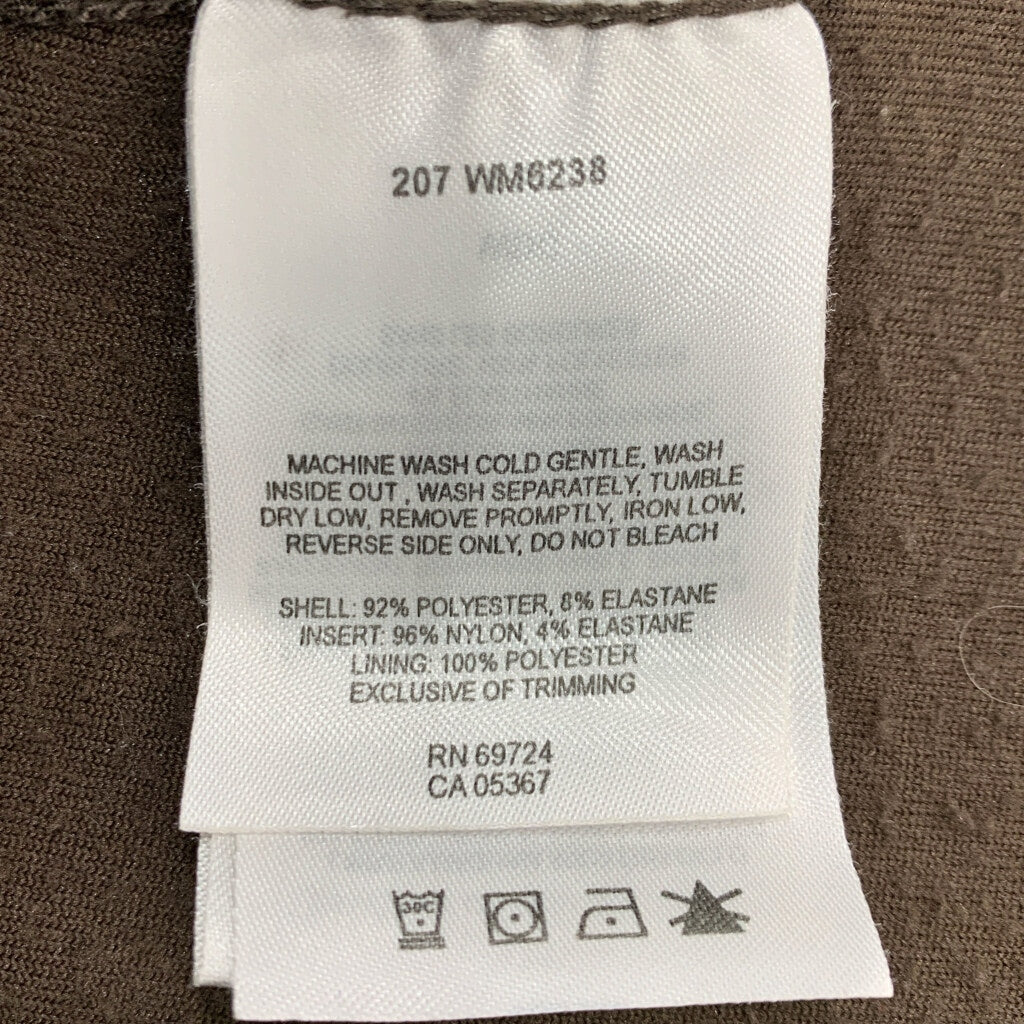 207 WM6238
MACHINE WASH COLD GENTLE, WASH
INSIDE OUT , WASH SEPARATELY, TUMBLE
DRY LOW, REMOVE PROMPTLY, IRON LOW,
REVERSE SIDE ONLY, DO NOT BLEACH
SHELL: 92% POLYESTER, 8% ELASTANE
INSERT: 96% NYLON, 4% ELASTANE
LINING: 100% POLYESTER
EXCLUSIVE OF TRIMMING
RN 69724
CA 05367
30C